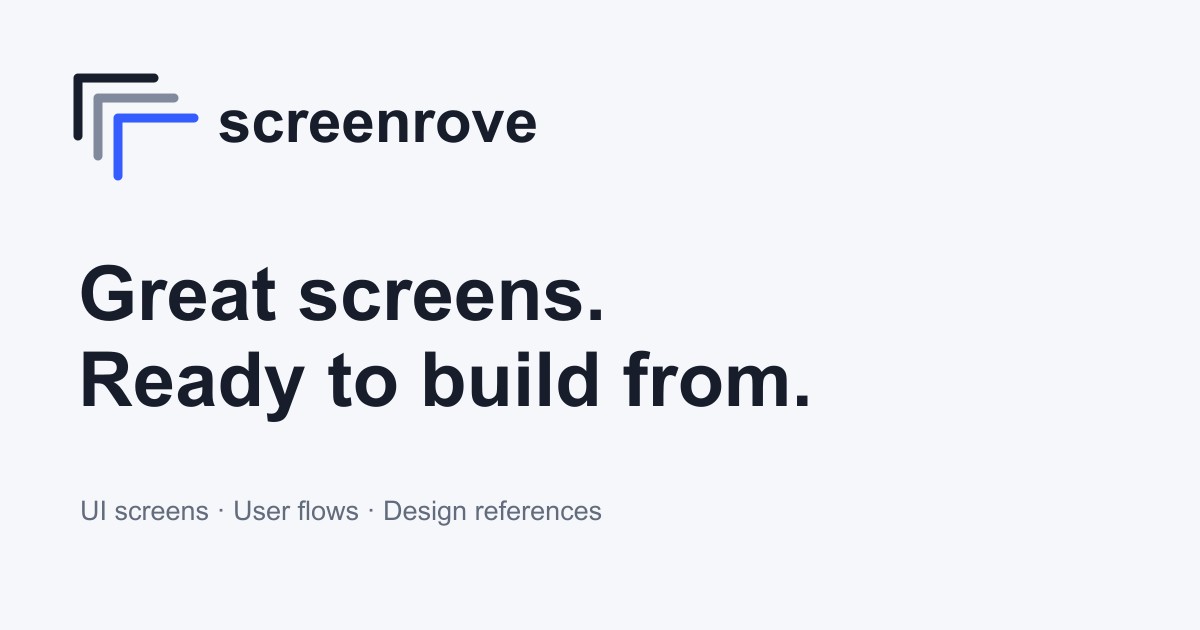 screenrove
Great screens.
Ready to build from.
UI screens · User flows · Design references